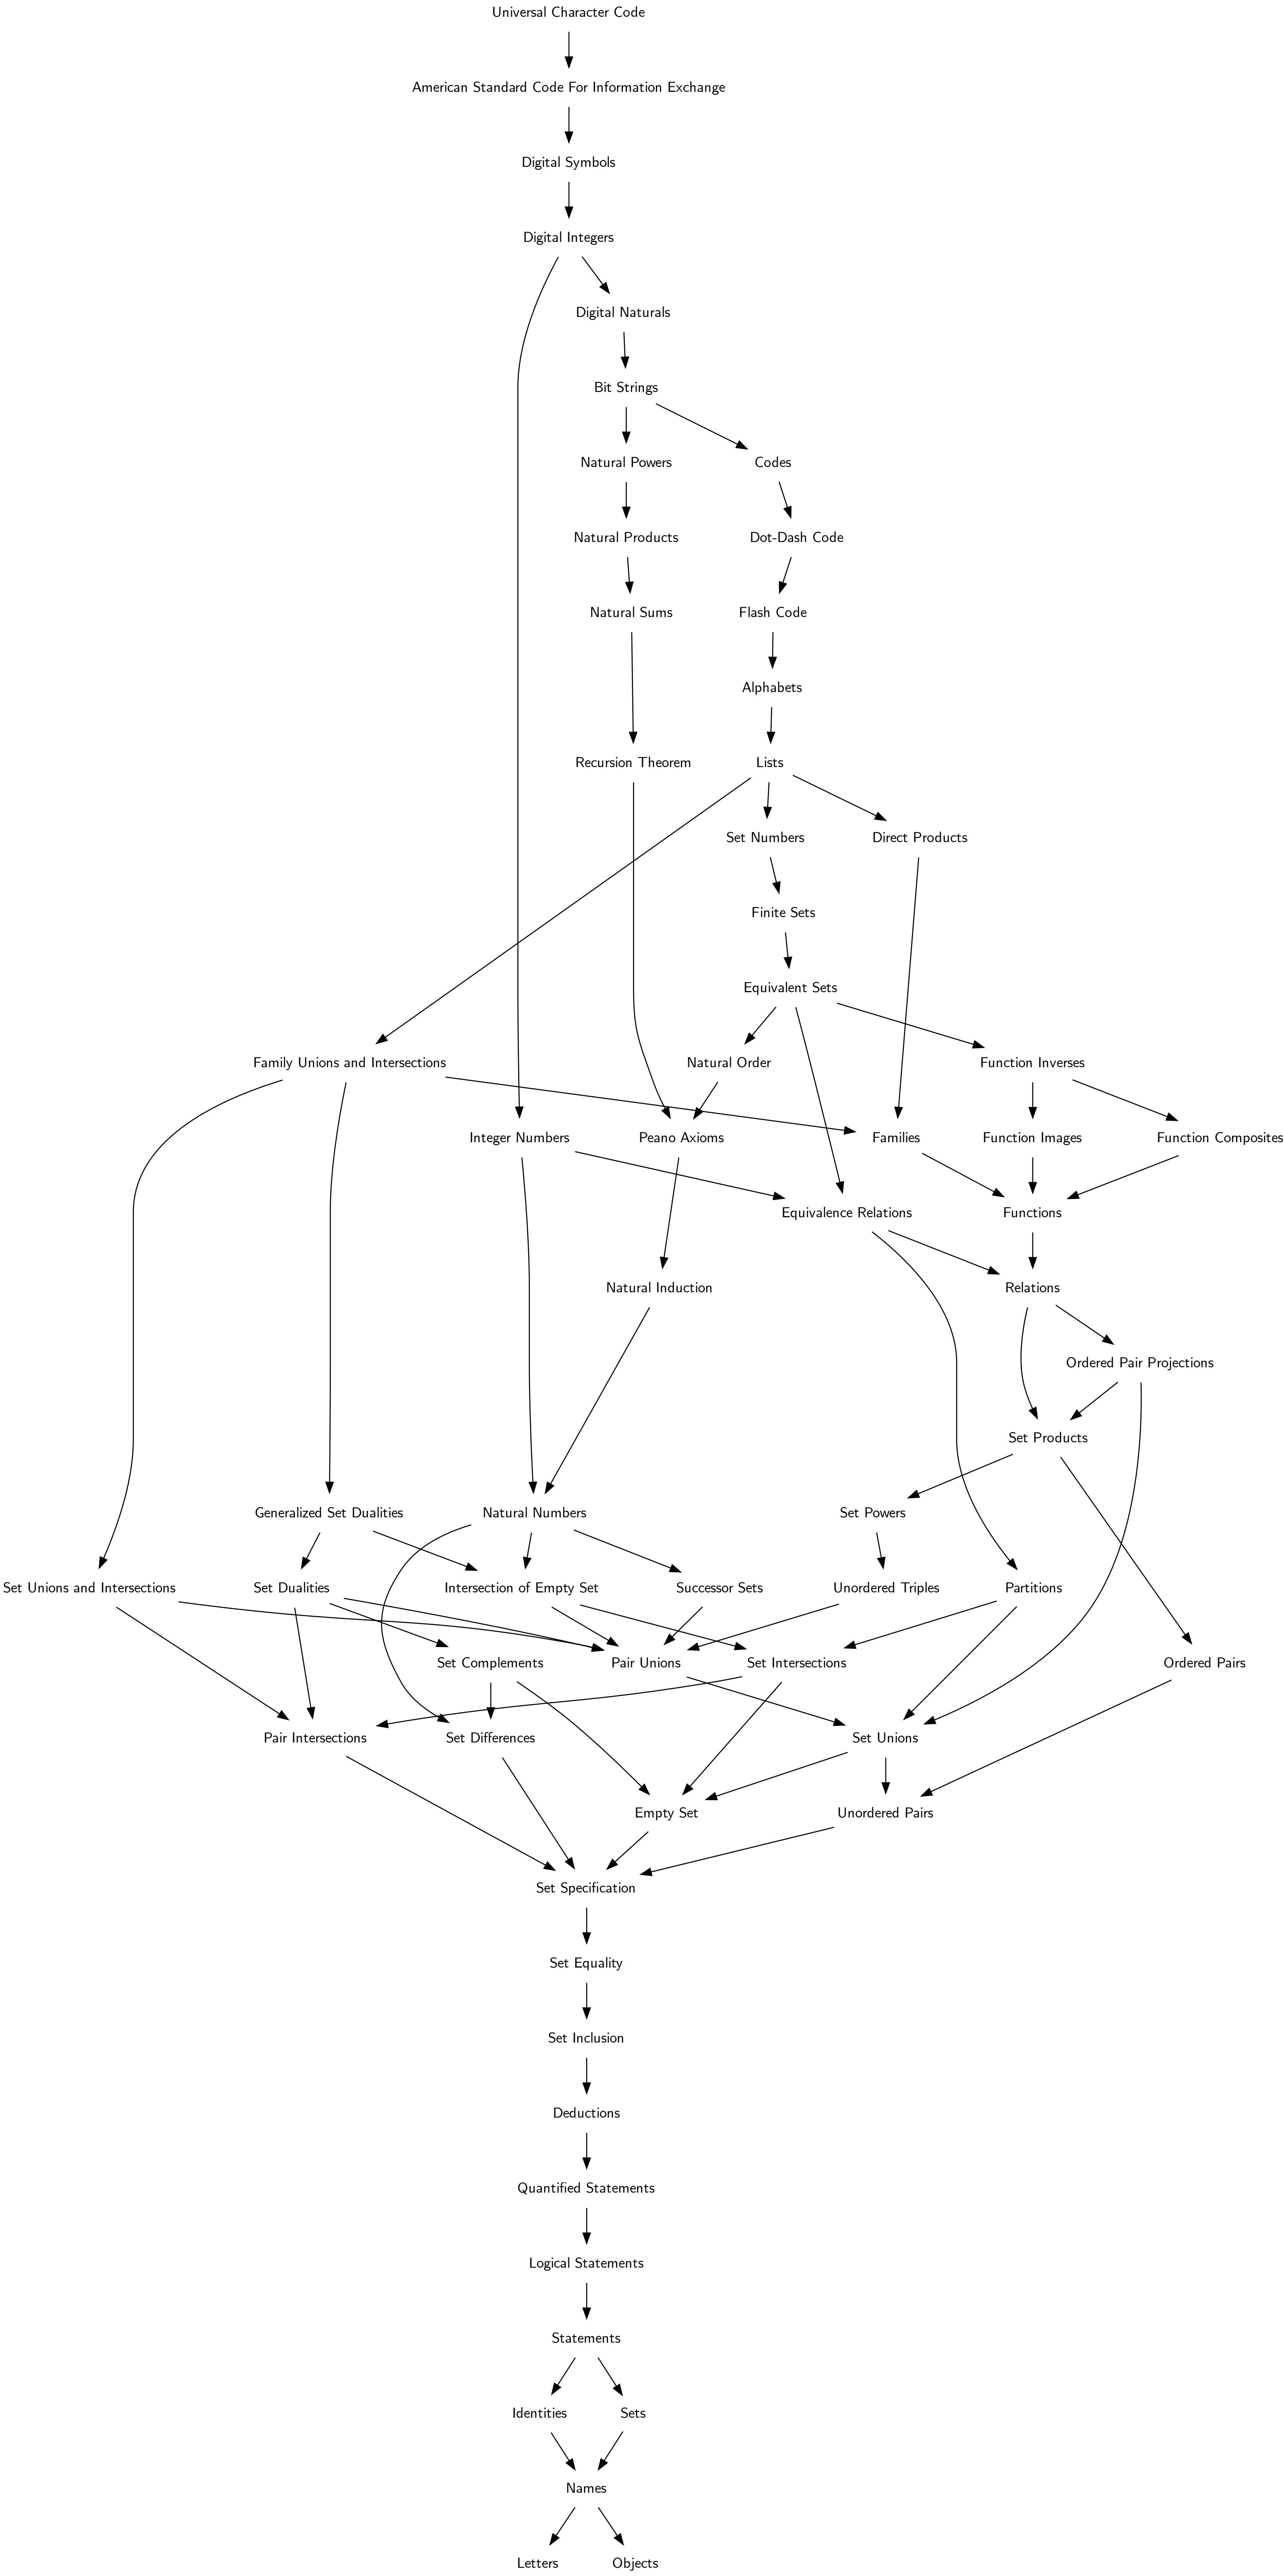 Universal Character Code
American Standard Code For Information Exchange
Digital Symbols
Digital Integers
Digital Naturals
Bit Strings
Natural Powers
Codes
Natural Products
Dot-Dash Code
Natural Sums
Flash Code
Alphabets
Recursion Theorem
Lists
Set Numbers
Direct Products
Finite Sets
Equivalent Sets
Family Unions and Intersections
Natural Order
Function Inverses
Integer Numbers
Peano Axioms
Families
Function Images
Function Composites
Equivalence Relations
Functions
Natural Induction
Relations
Ordered Pair Projections
Set Products
Generalized Set Dualities
Natural Numbers
Set Powers
Set Unions and Intersections
Set Dualities
Intersection of Empty Set
Successor Sets
Unordered Triples
Partitions
Set Complements
Pair Unions
Set Intersections
Ordered Pairs
Pair Intersections
Set Differences
Set Unions
Empty Set
Unordered Pairs
Set Specification
Set Equality
Set Inclusion
Deductions
Quantified Statements
Logical Statements
Statements
Identities
Sets
Names
Letters
Objects